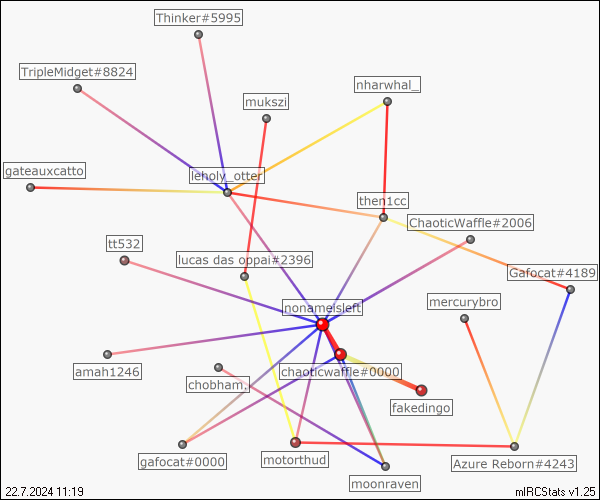 Thinker#5995
TripleMidget#8824
nharwhal_
mukszi
gateauxcatto
leholy_otter
then1cc
ChaoticWaffle#2006
tt532
lucas das oppai#2396
Gafocat#4189
nonameisleft
mercurybro
amah1246
chaoticwaffle#0000
chobham.
fakedingo
gafocat#0000
motorthud
Azure Reborn#4243
moonraven
22.7.2024 11:19
mIRCStats v1.25